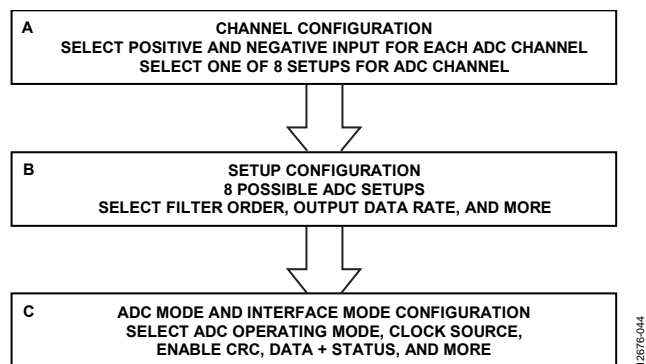 A
CHANNEL CONFIGURATION
SELECT POSITIVE AND NEGATIVE INPUT FOR EACH ADC CHANNEL
SELECT ONE OF 8 SETUPS FOR ADC CHANNEL
B
SETUP CONFIGURATION
8 POSSIBLE ADC SETUPS
SELECT FILTER ORDER, OUTPUT DATA RATE, AND MORE
C
ADC MODE AND INTERFACE MODE CONFIGURATION
SELECT ADC OPERATING MODE, CLOCK SOURCE,
ENABLE CRC, DATA + STATUS, AND MORE
12676-044